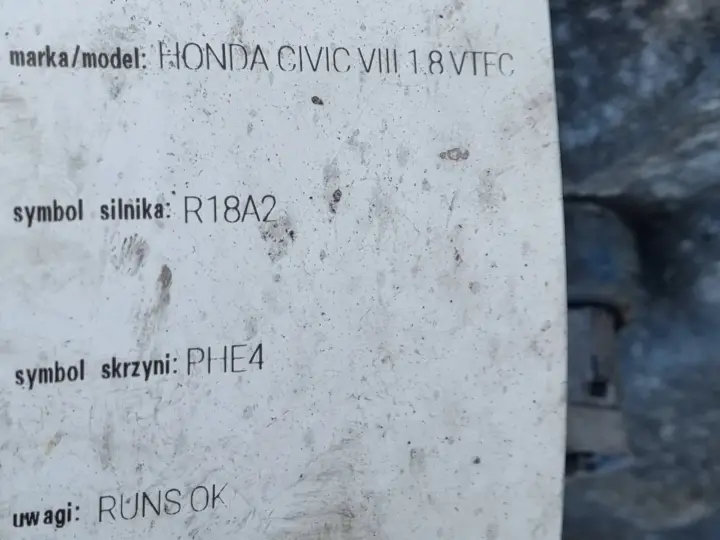 marka/model: HONDA CIVIC VIII 1.8 VTEC
symbol silnika: R18A2
symbol skrzyni: PHE4
uwagi: RUNS OK